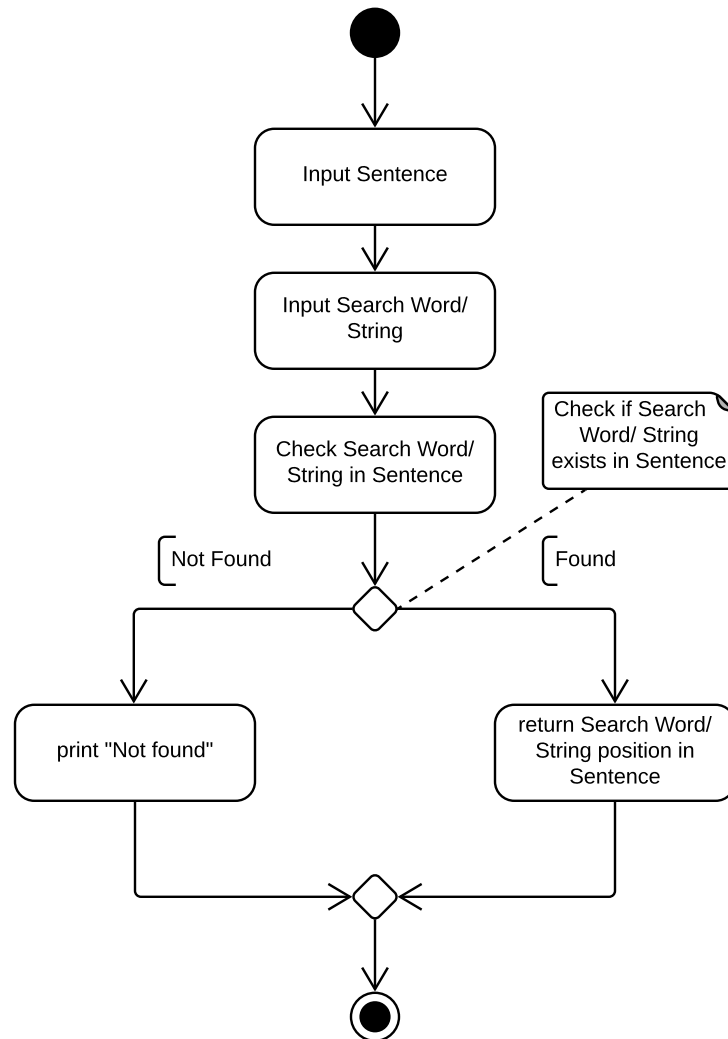 Input Sentence
Input Search Word/
String
Check Search Word/
String in Sentence
Check if Search
Word/ String
exists in Sentence
Not Found
Found
print "Not found"
return Search Word/
String position in
Sentence